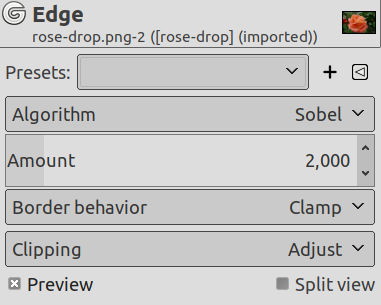 Edge
rose-drop.png-2 ([rose-drop] (imported))
Presets:
Algorithm Sobel
Amount 2,000
Border behavior Clamp
Clipping Adjust
Preview Split view